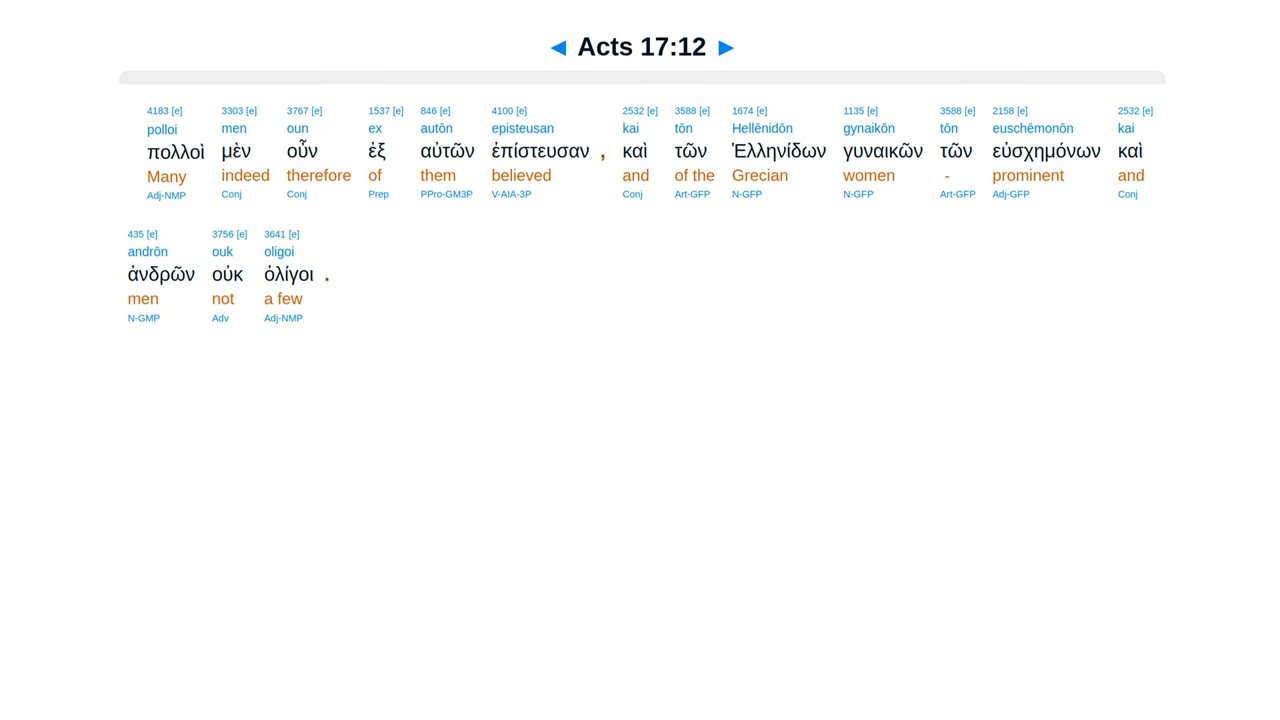 ◄ Acts 17:12 ►
4183 [e] 3303 [e] 3767 [e] 1537 [e] 846 [e] 4100 [e] 2532 [e] 3588 [e] 1674 [e] 1135 [e] 3588 [e] 2158 [e] 2532 [e]
polloi men oun ex autōn episteusan kai tōn Hellēnidōn gynaikōn tōn euschēmonōn kai
πολλοὶ μὲν οὖν ἐξ αὐτῶν ἐπίστευσαν , καὶ τῶν Ἑλληνίδων γυναικῶν τῶν εὐσχημόνων καὶ
Many indeed therefore of them believed and of the Grecian women - prominent and
Adj-NMP Conj Conj Prep PPro-GM3P V-AIA-3P Conj Art-GFP N-GFP N-GFP Art-GFP Adj-GFP Conj
435 [e] 3756 [e] 3641 [e]
andrōn ouk oligoi
ἀνδρῶν οὐκ ὀλίγοι .
men not a few
N-GMP Adv Adj-NMP